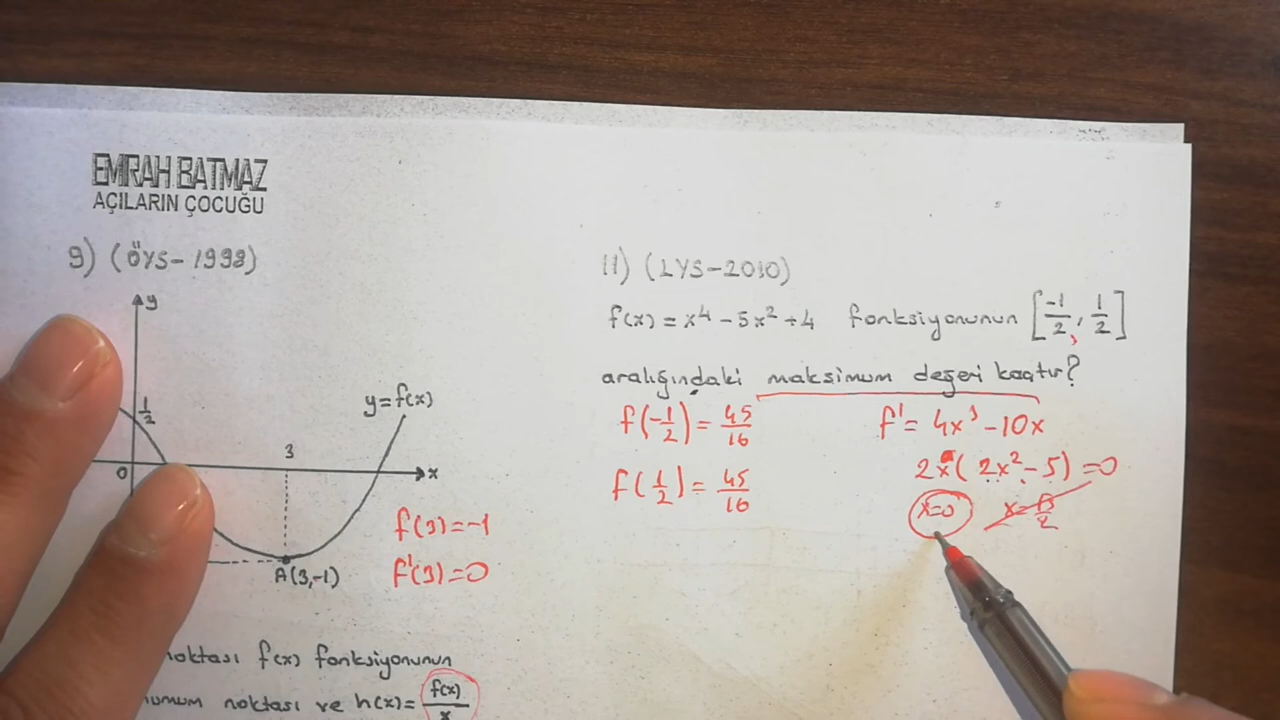 EMRAH BATMAZ
AÇILARIN ÇOCUĞU
9) (ÖYS-1998)
y
1/2
y=f(x)
3
0
x
A(3,-1)
f(3)=-1
f'(3)=0
noktası f(x) fonksiyonunun
noktası ve h(x)= f(x)/x
11) (LYS-2010)
f(x)=x⁴-5x²+4 fonksiyonunun [-1/2, 1/2]
aralığındaki maksimum değeri kaçtır?
f(-1/2)=45/16
f(1/2)=45/16
f'=4x³-10x
2x(2x²-5)=0
x=0